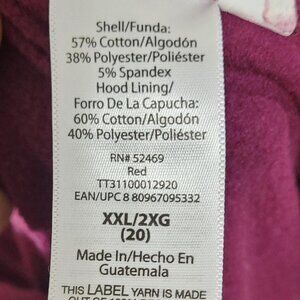 Shell/Funda:
57% Cotton/Algodón
38% Polyester/Poliéster
5% Spandex
Hood Lining/
Forro De La Capucha:
60% Cotton/Algodón
40% Polyester/Poliéster
RN# 52469
Red
TT31100012920
EAN/UPC 8 80967095332
XXL/2XG
(20)
Made In/Hecho En
Guatemala
THIS LABEL YARN IS MADE